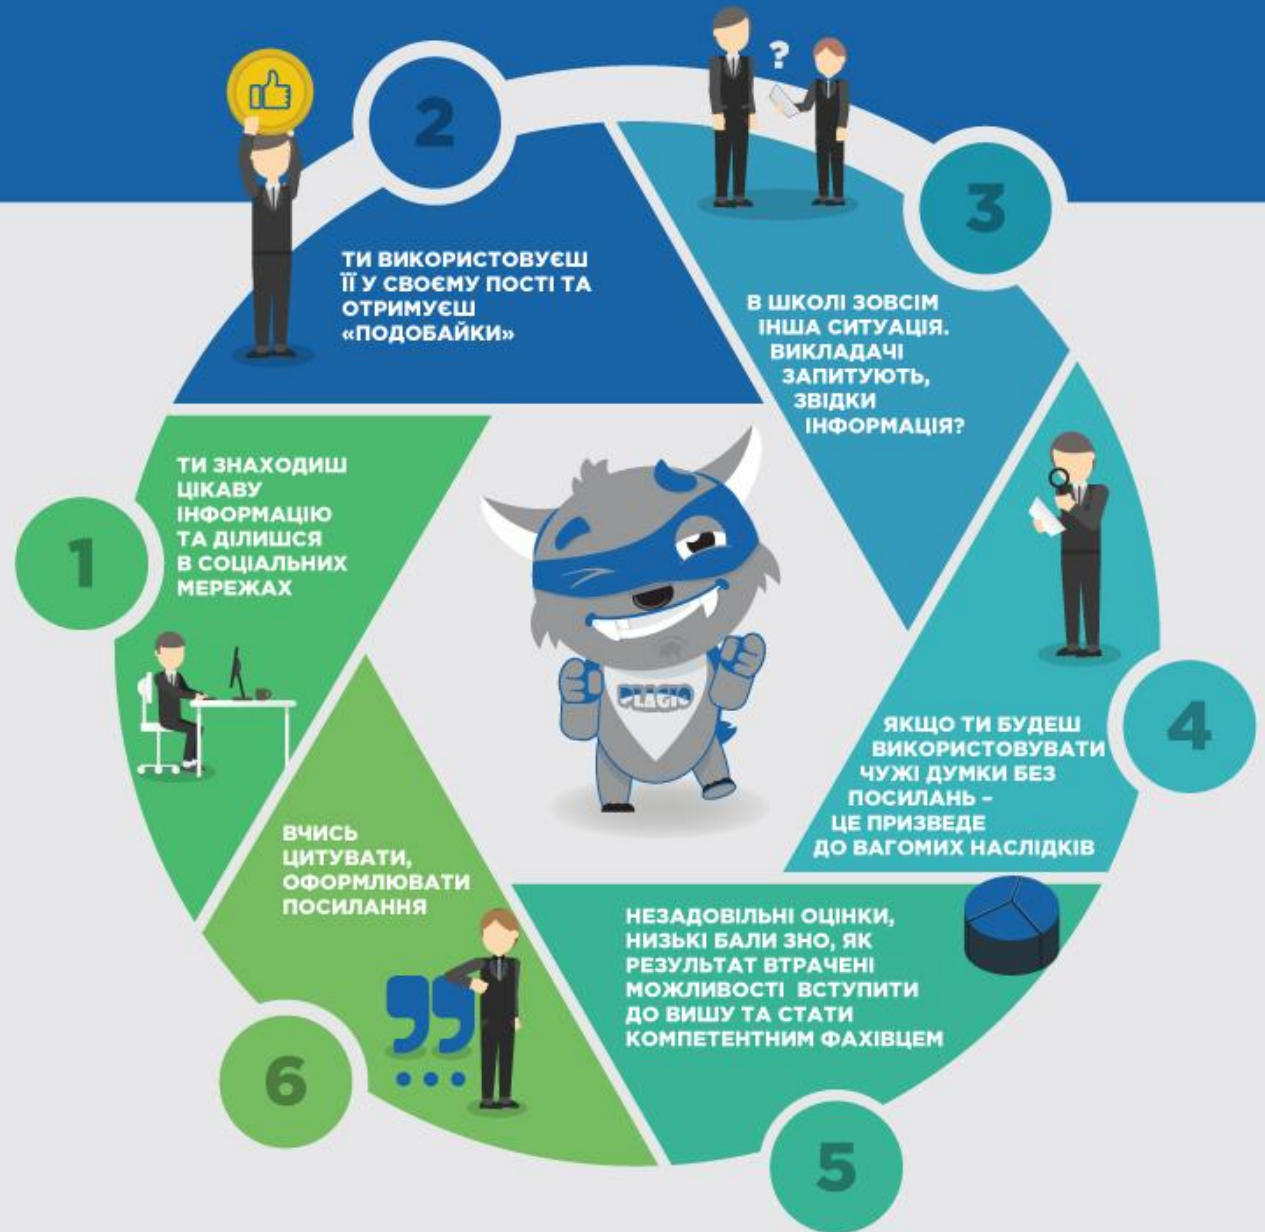 1
ТИ ЗНАХОДИШ
ЦІКАВУ
ІНФОРМАЦІЮ
ТА ДІЛИШСЯ
В СОЦІАЛЬНИХ
МЕРЕЖАХ
2
ТИ ВИКОРИСТОВУЄШ
ЇЇ У СВОЄМУ ПОСТІ ТА
ОТРИМУЄШ
«ПОДОБАЙКИ»
?
3
В ШКОЛІ ЗОВСІМ
ІНША СИТУАЦІЯ.
ВИКЛАДАЧІ
ЗАПИТУЮТЬ,
ЗВІДКИ
ІНФОРМАЦІЯ?
4
ЯКЩО ТИ БУДЕШ
ВИКОРИСТОВУВАТИ
ЧУЖІ ДУМКИ БЕЗ
ПОСИЛАНЬ –
ЦЕ ПРИЗВЕДЕ
ДО ВАГОМИХ НАСЛІДКІВ
5
НЕЗАДОВІЛЬНІ ОЦІНКИ,
НИЗЬКІ БАЛИ ЗНО, ЯК
РЕЗУЛЬТАТ ВТРАЧЕНІ
МОЖЛИВОСТІ ВСТУПИТИ
ДО ВИШУ ТА СТАТИ
КОМПЕТЕНТНИМ ФАХІВЦЕМ
6
ВЧИСЬ
ЦИТУВАТИ,
ОФОРМЛЮВАТИ
ПОСИЛАННЯ
PLAGIO